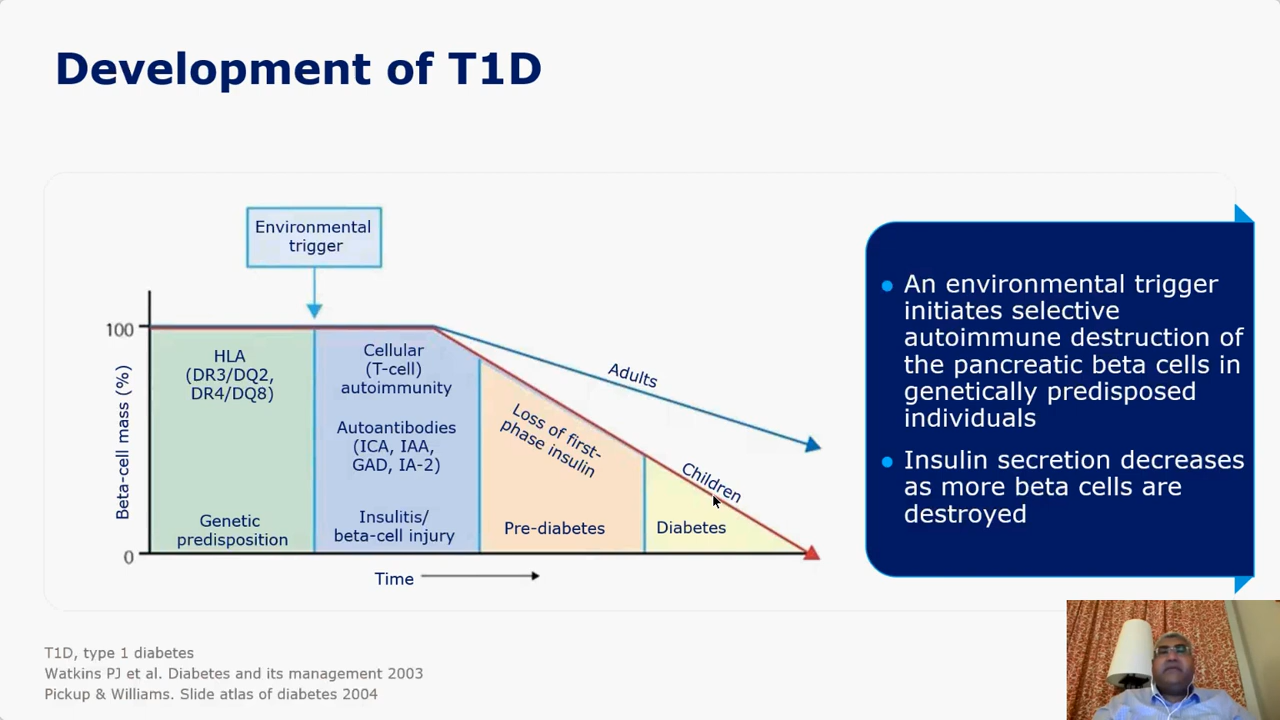 Development of T1D
Environmental
trigger
100
HLA
(DR3/DQ2,
DR4/DQ8)
Genetic
predisposition
Cellular
(T-cell)
autoimmunity
Autoantibodies
(ICA, IAA,
GAD, IA-2)
Insulitis/
beta-cell injury
Loss of first-
phase insulin
Pre-diabetes
Adults
Children
Diabetes
Beta-cell mass (%)
0
Time
• An environmental trigger
initiates selective
autoimmune destruction of
the pancreatic beta cells in
genetically predisposed
individuals
• Insulin secretion decreases
as more beta cells are
destroyed
T1D, type 1 diabetes
Watkins PJ et al. Diabetes and its management 2003
Pickup & Williams. Slide atlas of diabetes 2004